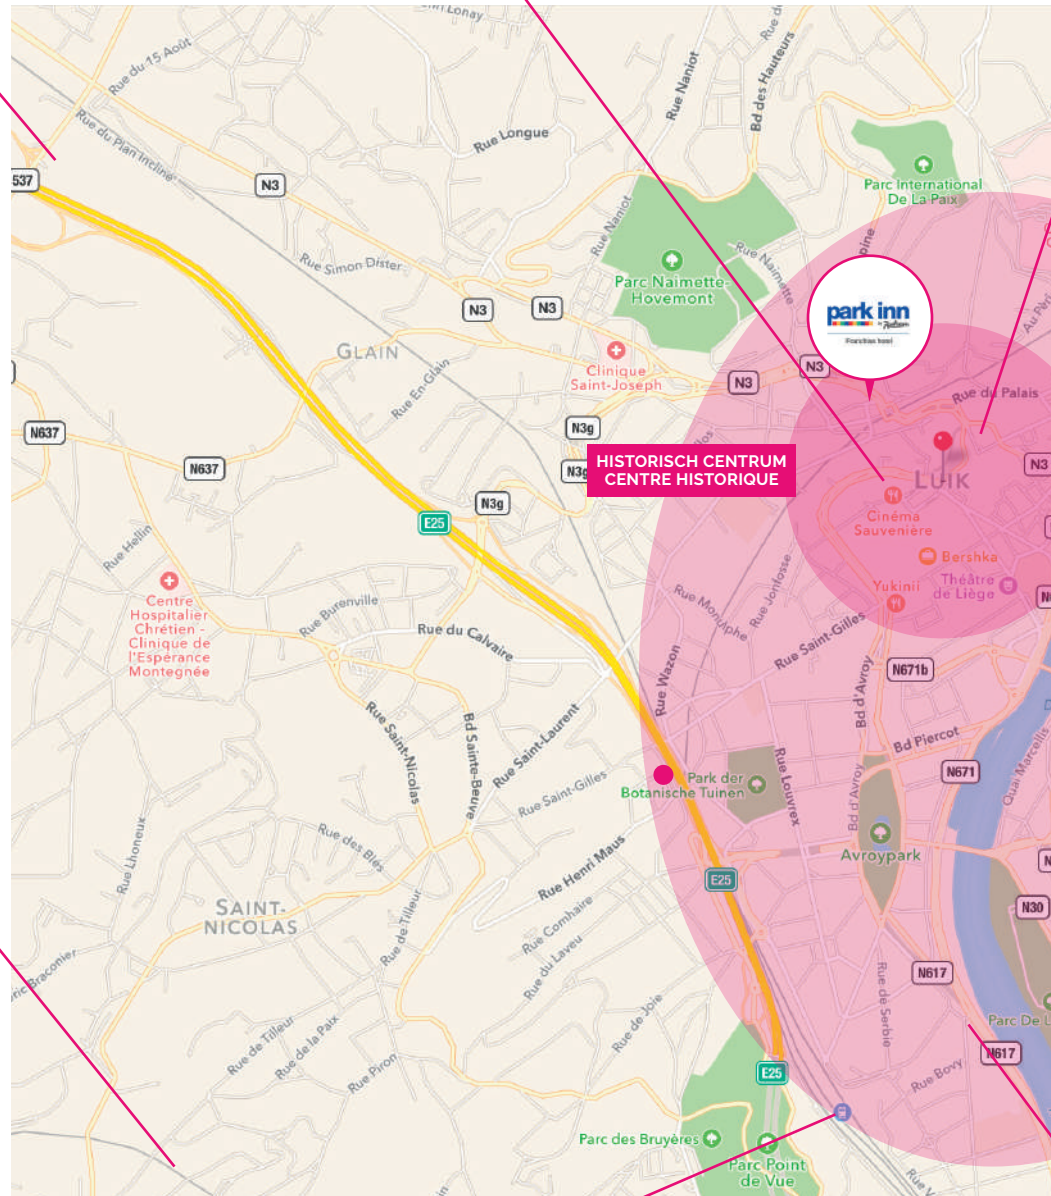 Rue du 15 Août
Rue Naniot
Bd des Hauteurs
Rue du Plan Incliné
Rue Longue
537
N3
Parc International
De La Paix
Rue Naniot
Rue Naimette
Rue Simon Dister
Parc Naimette-
Hovemont
park inn
by Radisson
N3
N3
GLAIN
Clinique
Saint-Joseph
N3
N3
Rue du Palais
Rue En-Glain
N3g
N637
N637
N3g
HISTORISCH CENTRUM
CENTRE HISTORIQUE
N3
LUIK
N3g
Cinéma
Sauvenière
E25
Rue Hellin
Bershka
Centre
Hospitalier
Chrétien -
Clinique de
l'Espérance
Montegnée
Yukinii
Théâtre
de Liège
Rue Monulphe
Rue Jonfosse
Rue Burenville
Rue du Calvaire
Rue Saint-Gilles
Rue Wazon
N671b
Bd d'Avroy
Rue Saint-Nicolas
Bd Sainte-Beuve
Rue Saint-Laurent
Bd Piercot
Quai Marcellis
N671
Park der
Botanische Tuinen
Rue Louvrex
Rue Saint-Gilles
Bd d'Avroy
Rue Lhoneux
Rue des Bles
Avroypark
Rue Henri Maus
E25
SAINT-
NICOLAS
Rue de Tilleur
Rue Comhaire
N30
Rue du Laveu
N617
Rue de Serbie
Rue de Joie
Rue de Tilleur
Rue de la Paix
Parc De L
N617
Rue Piron
E25
Rue Bovy
Parc des Bruyères
Parc Point
de Vue